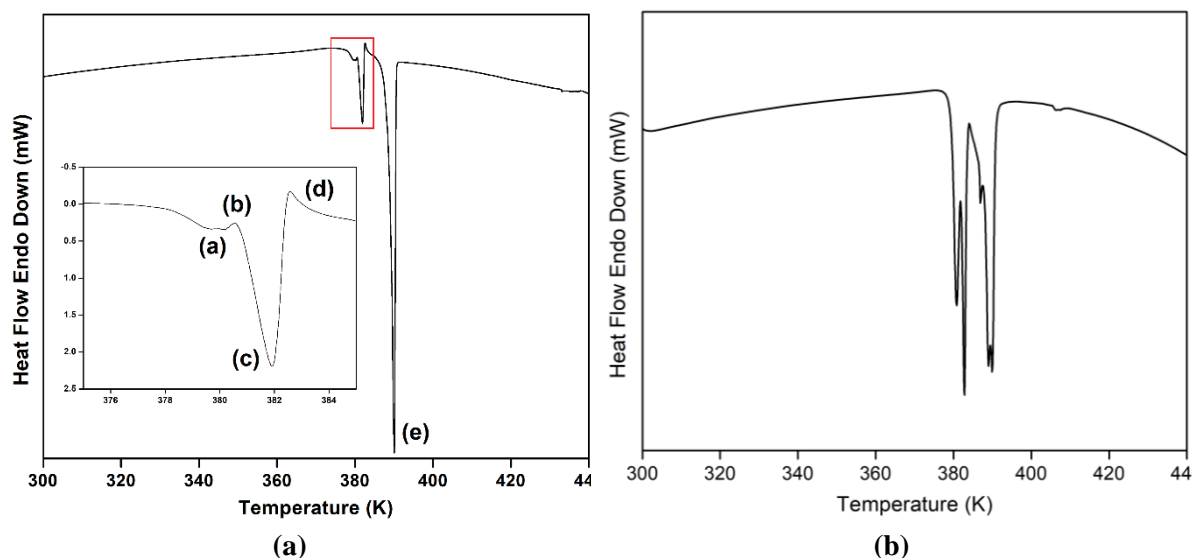 Heat Flow Endo Down (mW)
-0.5
0.0
0.5
1.0
1.5
2.0
2.5
(a)
(b)
(c)
(d)
376
378
380
382
384
(e)
300 320 340 360 380 400 420 44
Temperature (K)
(a)
Heat Flow Endo Down (mW)
300 320 340 360 380 400 420 440
Temperature (K)
(b)